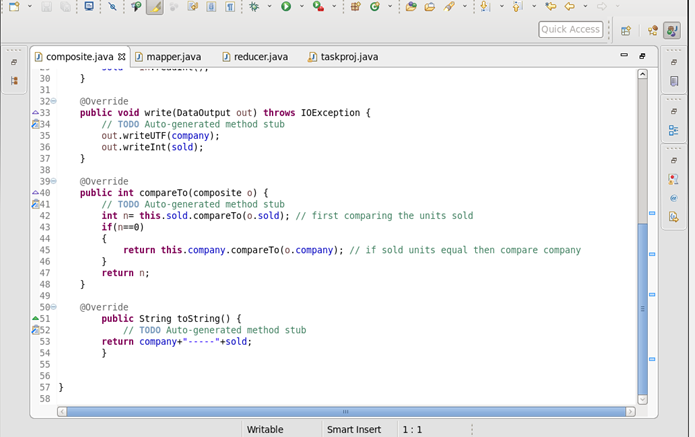 Quick Access
composite.java
mapper.java
reducer.java
taskproj.java
30 }
31
32 @Override
33 public void write(DataOutput out) throws IOException {
34 // TODO Auto-generated method stub
35 out.writeUTF(company);
36 out.writeInt(sold);
37 }
38
39 @Override
40 public int compareTo(composite o) {
41 // TODO Auto-generated method stub
42 int n= this.sold.compareTo(o.sold); // first comparing the units sold
43 if(n==0)
44 {
45 return this.company.compareTo(o.company); // if sold units equal then compare company
46 }
47 return n;
48 }
49
50 @Override
51 public String toString() {
52 // TODO Auto-generated method stub
53 return company+"-----"+sold;
54 }
55
56
57 }
58
Writable
Smart Insert
1 : 1